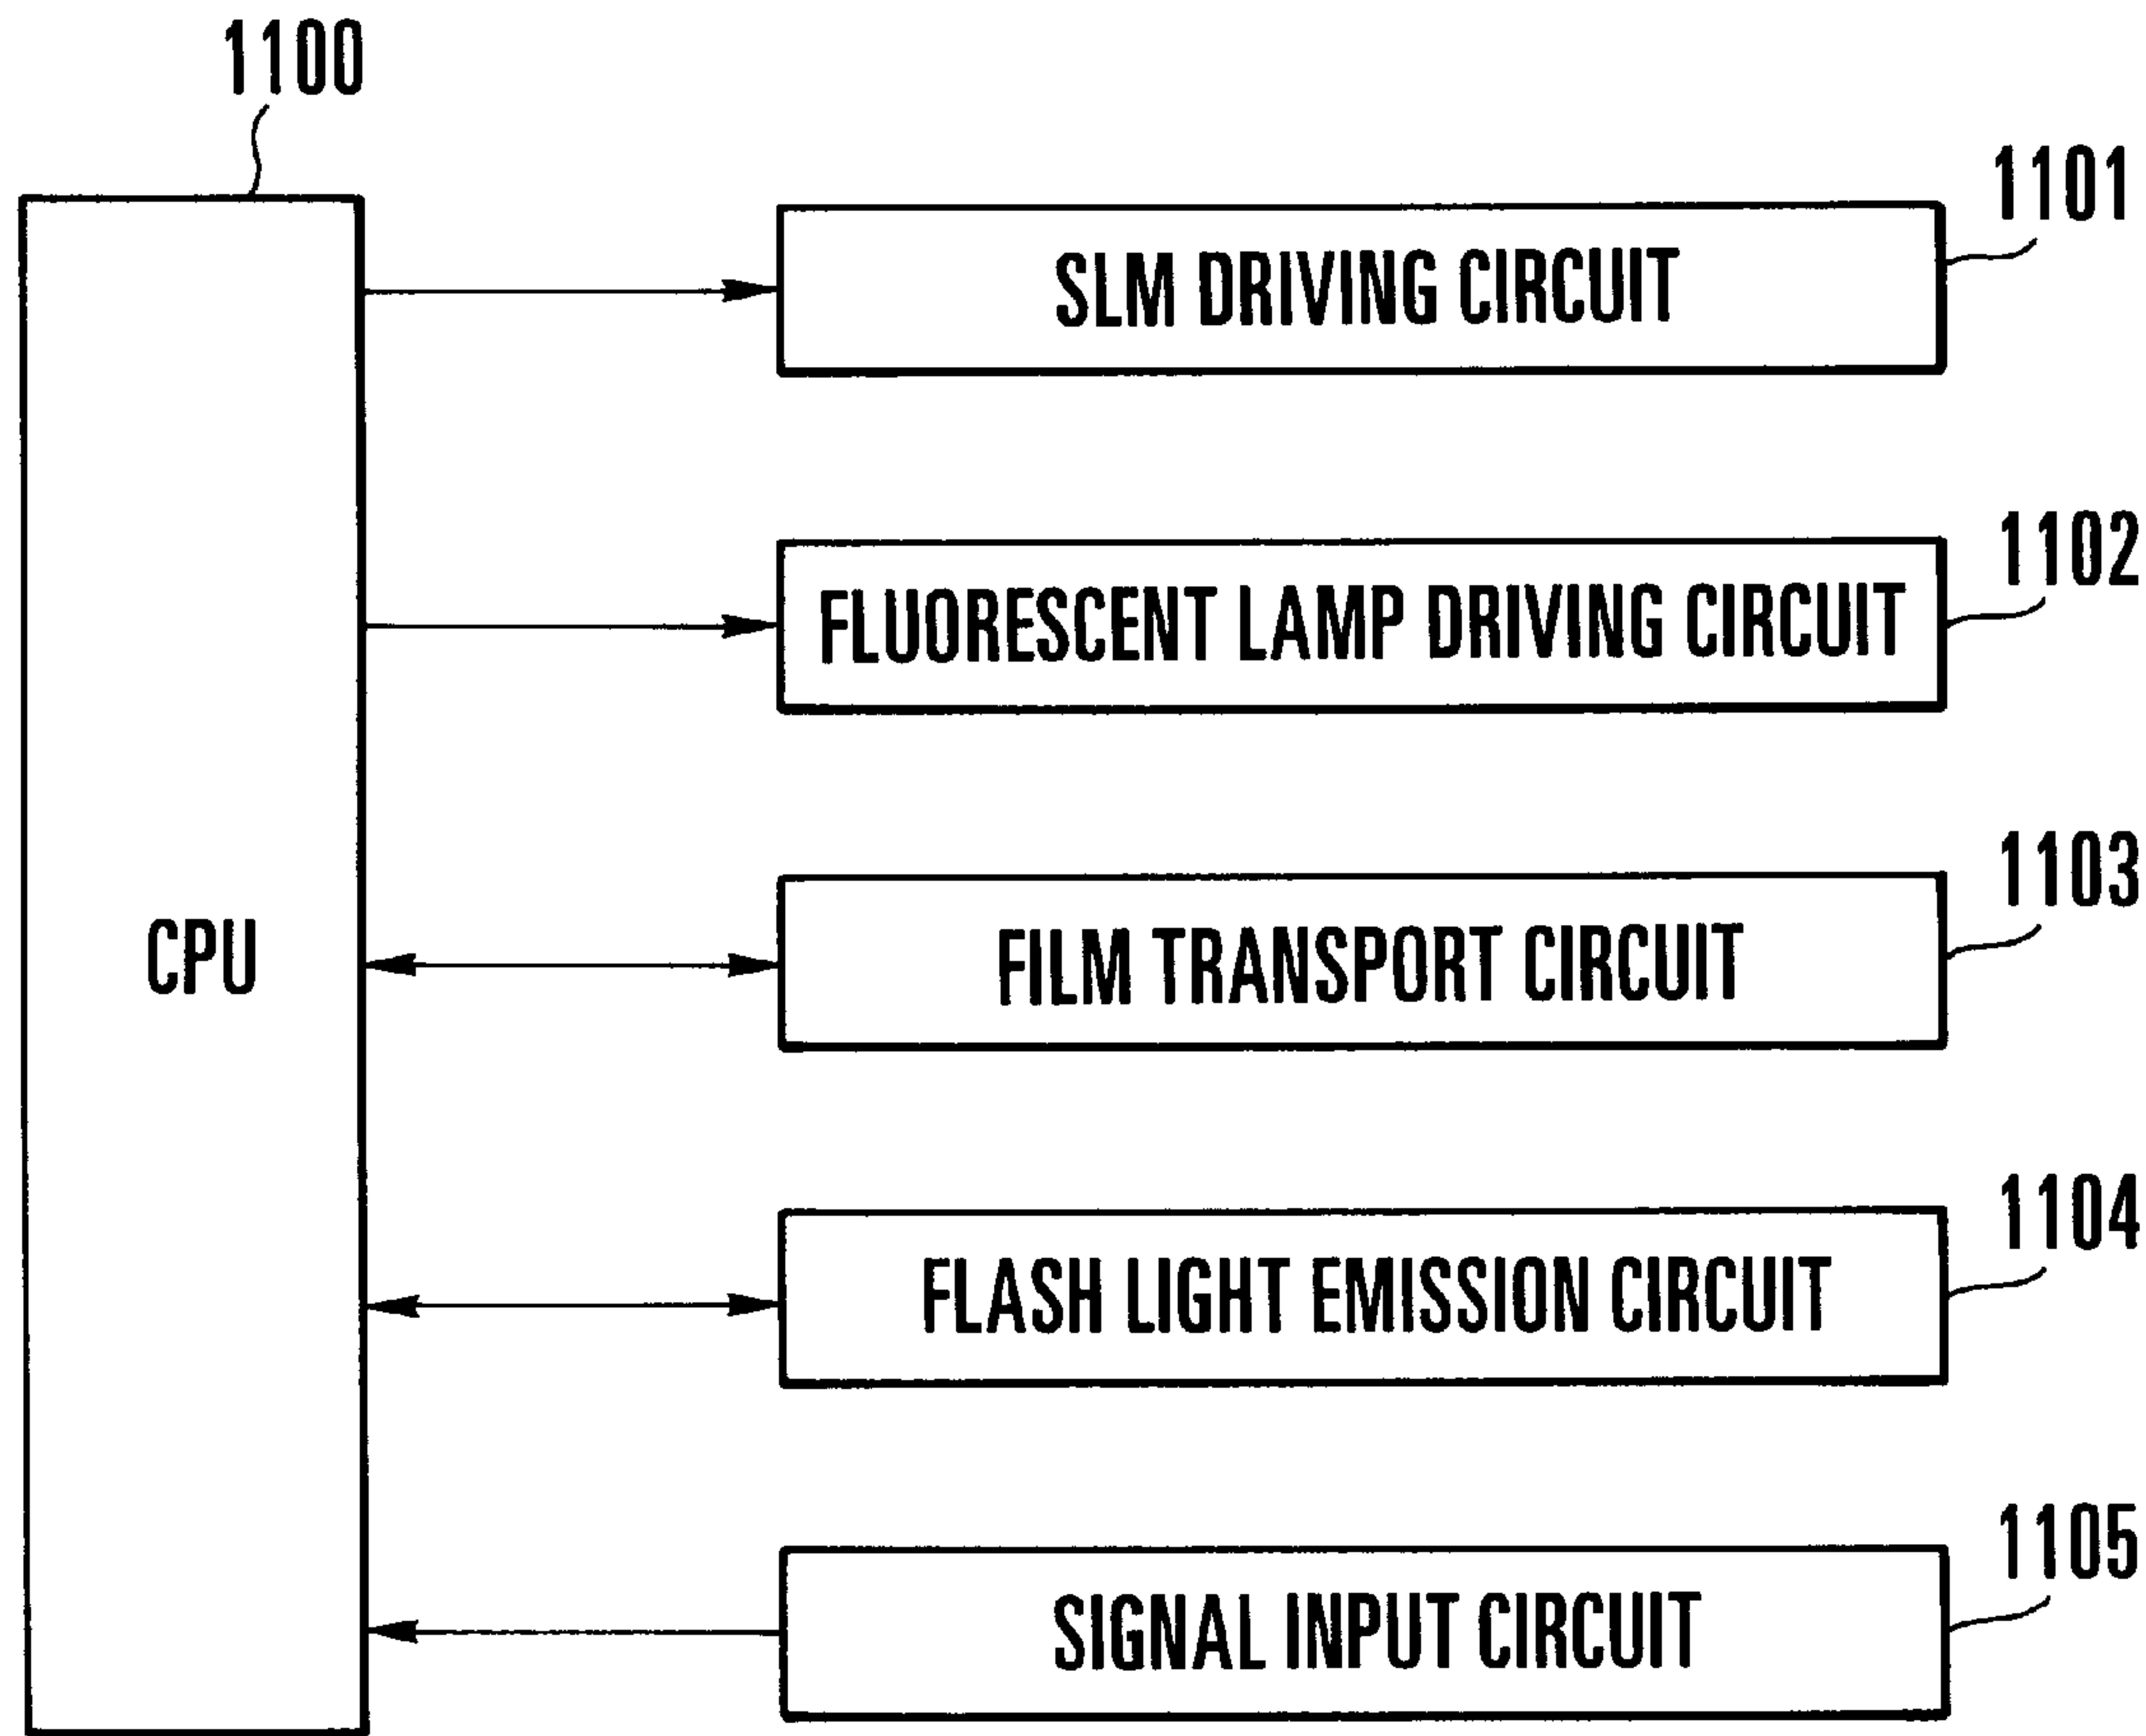 1100
1101
SLM DRIVING CIRCUIT
1102
FLUORESCENT LAMP DRIVING CIRCUIT
1103
CPU
FILM TRANSPORT CIRCUIT
1104
FLASH LIGHT EMISSION CIRCUIT
1105
SIGNAL INPUT CIRCUIT